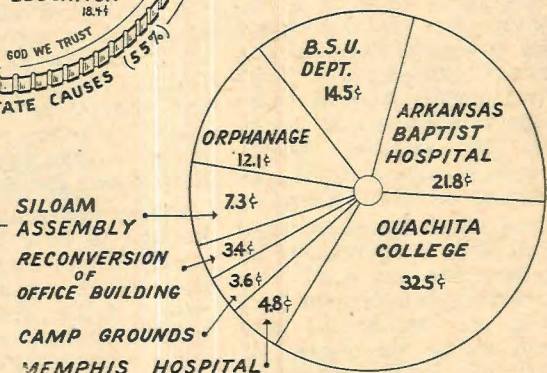 18.4¢
GOD WE TRUST
STATE CAUSES (55%)
B.S.U.
DEPT.
14.5¢
ARKANSAS
BAPTIST
HOSPITAL
21.8¢
ORPHANAGE
12.1¢
OUACHITA
COLLEGE
32.5¢
SILOAM
ASSEMBLY
7.3¢
RECONVERSION
OF
OFFICE BUILDING
3.4¢
CAMP GROUNDS
3.6¢
MEMPHIS HOSPITAL
4.8¢